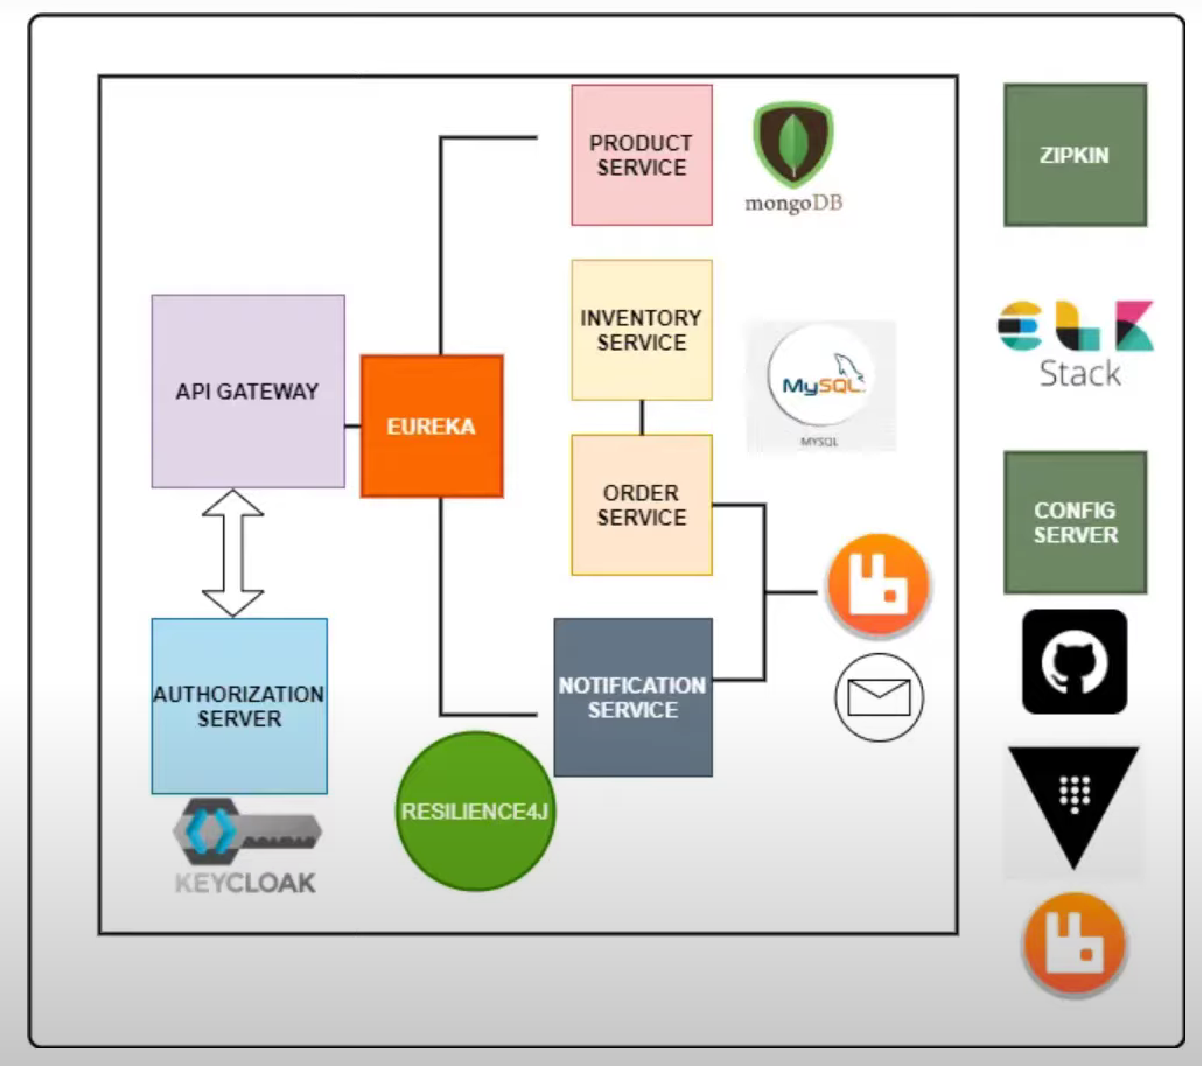 PRODUCT
SERVICE
mongoDB
ZIPKIN
INVENTORY
SERVICE
MySQL
MYSQL
Stack
API GATEWAY
EUREKA
ORDER
SERVICE
CONFIG
SERVER
AUTHORIZATION
SERVER
NOTIFICATION
SERVICE
RESILIENCE4J
KEYCLOAK